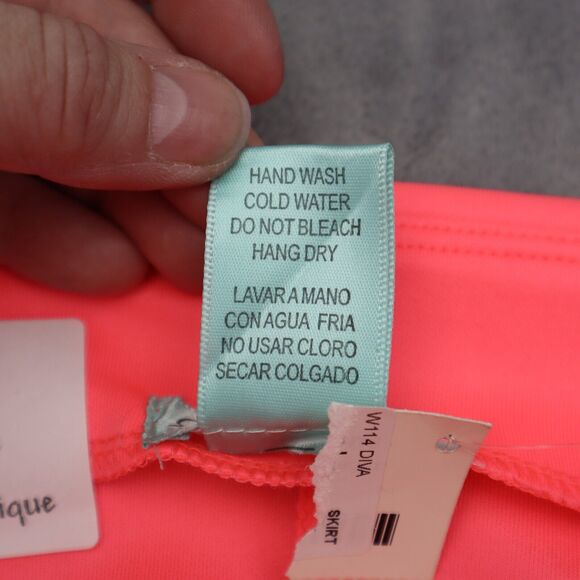 HAND WASH
COLD WATER
DO NOT BLEACH
HANG DRY
LAVAR A MANO
CON AGUA FRIA
NO USAR CLORO
SECAR COLGADO
W114 DIVA
SKIRT